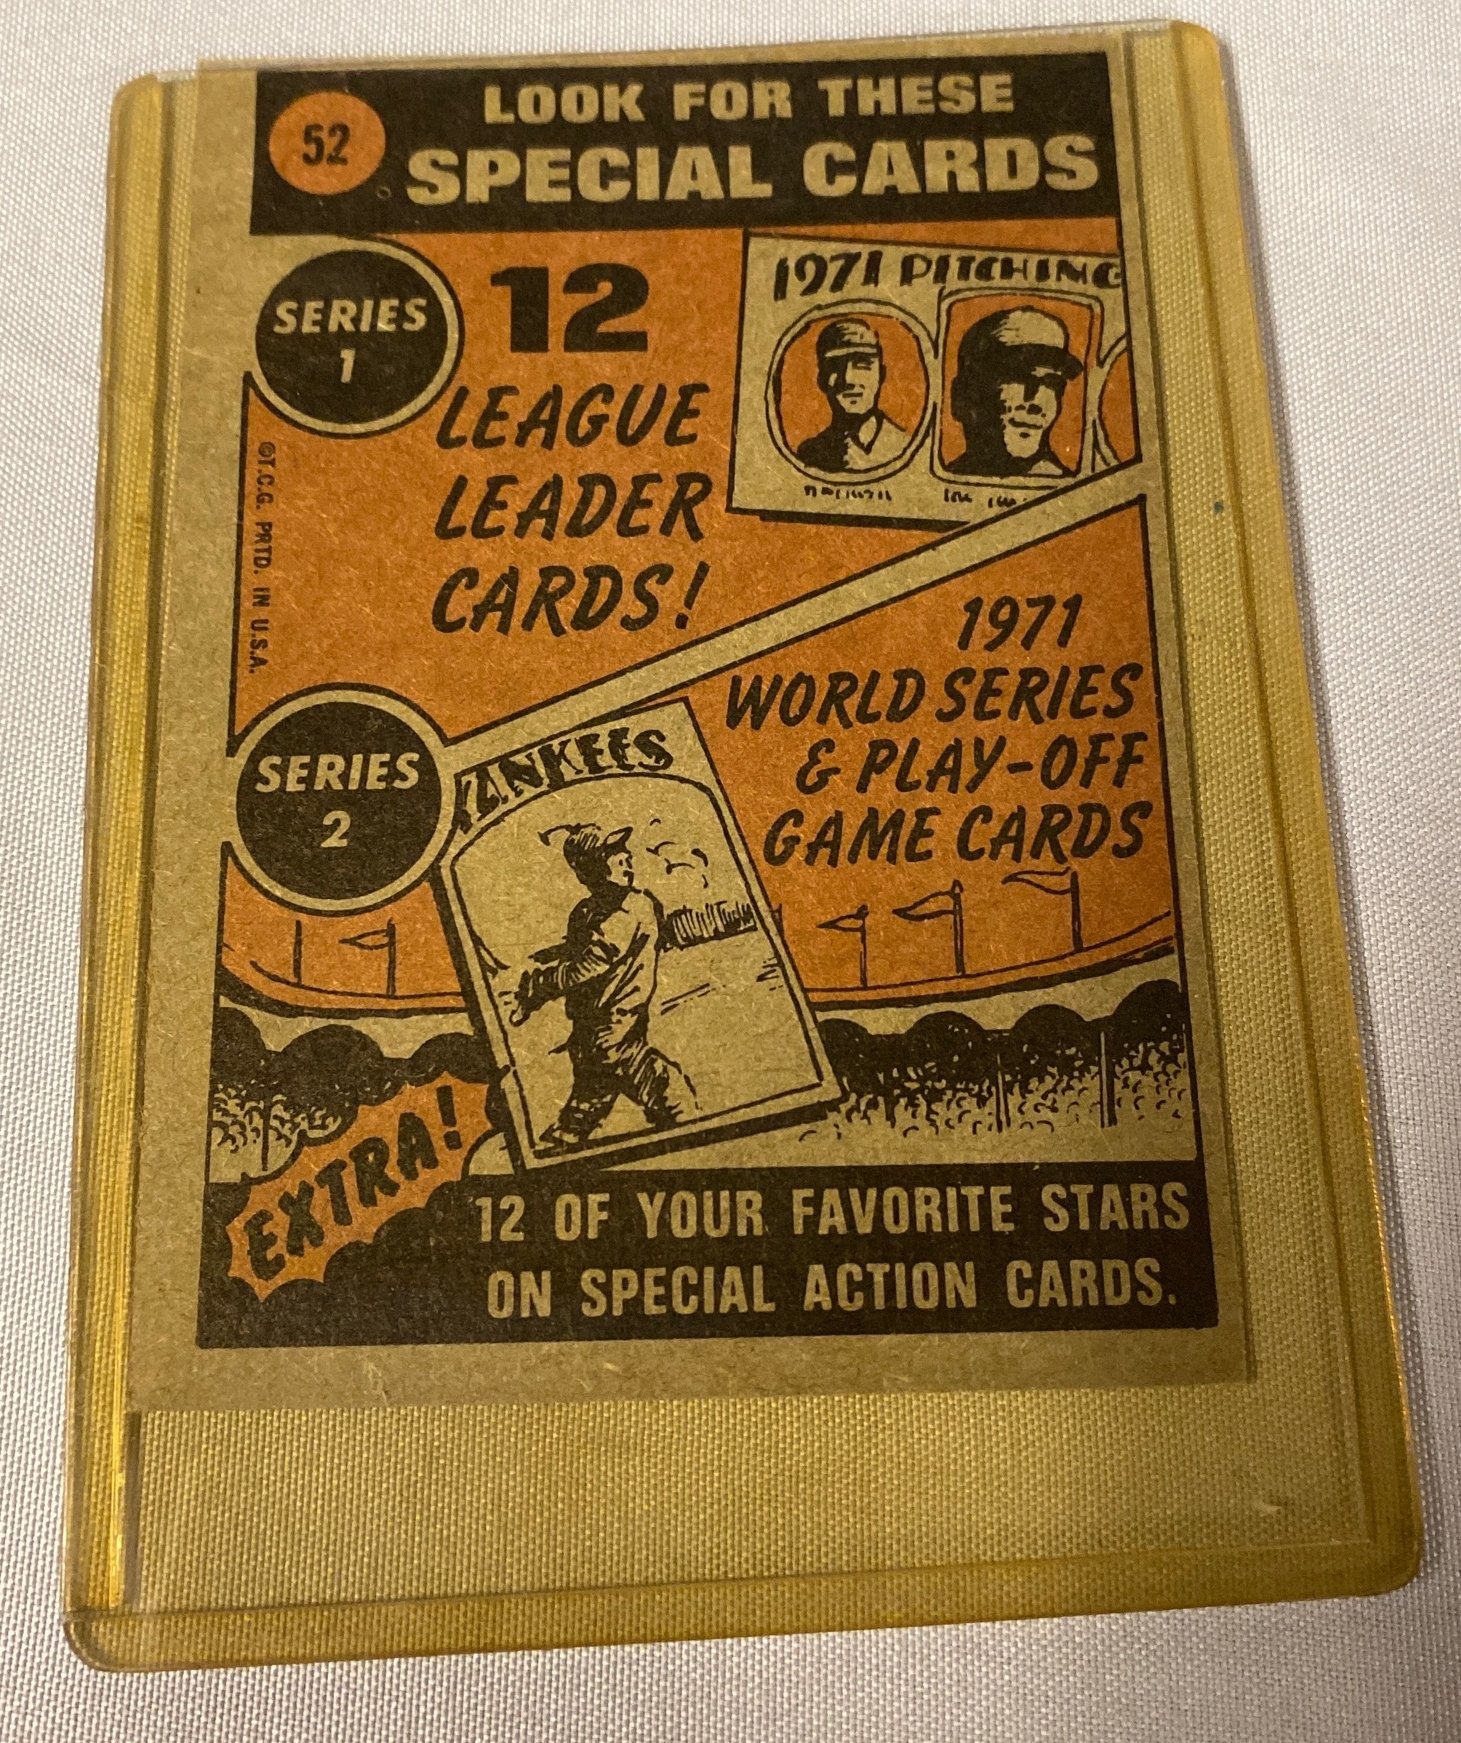 52
LOOK FOR THESE
SPECIAL CARDS
SERIES
1
12
LEAGUE
LEADER
CARDS!
1971 PITCHING
©T.C.G. PRTD. IN U.S.A.
1971
WORLD SERIES
& PLAY-OFF
GAME CARDS
SERIES
2
YANKEES
EXTRA!
12 OF YOUR FAVORITE STARS
ON SPECIAL ACTION CARDS.